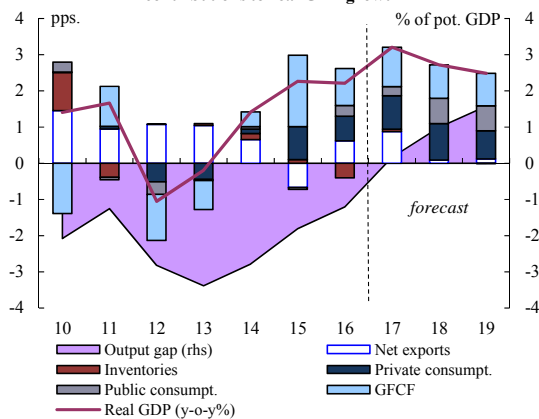 pps.
% of pot. GDP
4 4
3 3
2 2
1 1
0 0
-1 -1
forecast
-2 -2
-3 -3
-4 -4
10 11 12 13 14 15 16 17 18 19
Output gap (rhs) Net exports
Inventories Private consumpt.
Public consumpt. GFCF
Real GDP (y-o-y%)